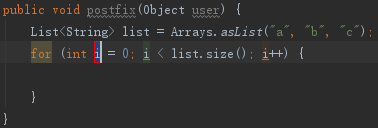 public void postfix(Object user) {
List<String> list = Arrays.asList("a", "b", "c");
for (int i = 0; i < list.size(); i++) {
}
}